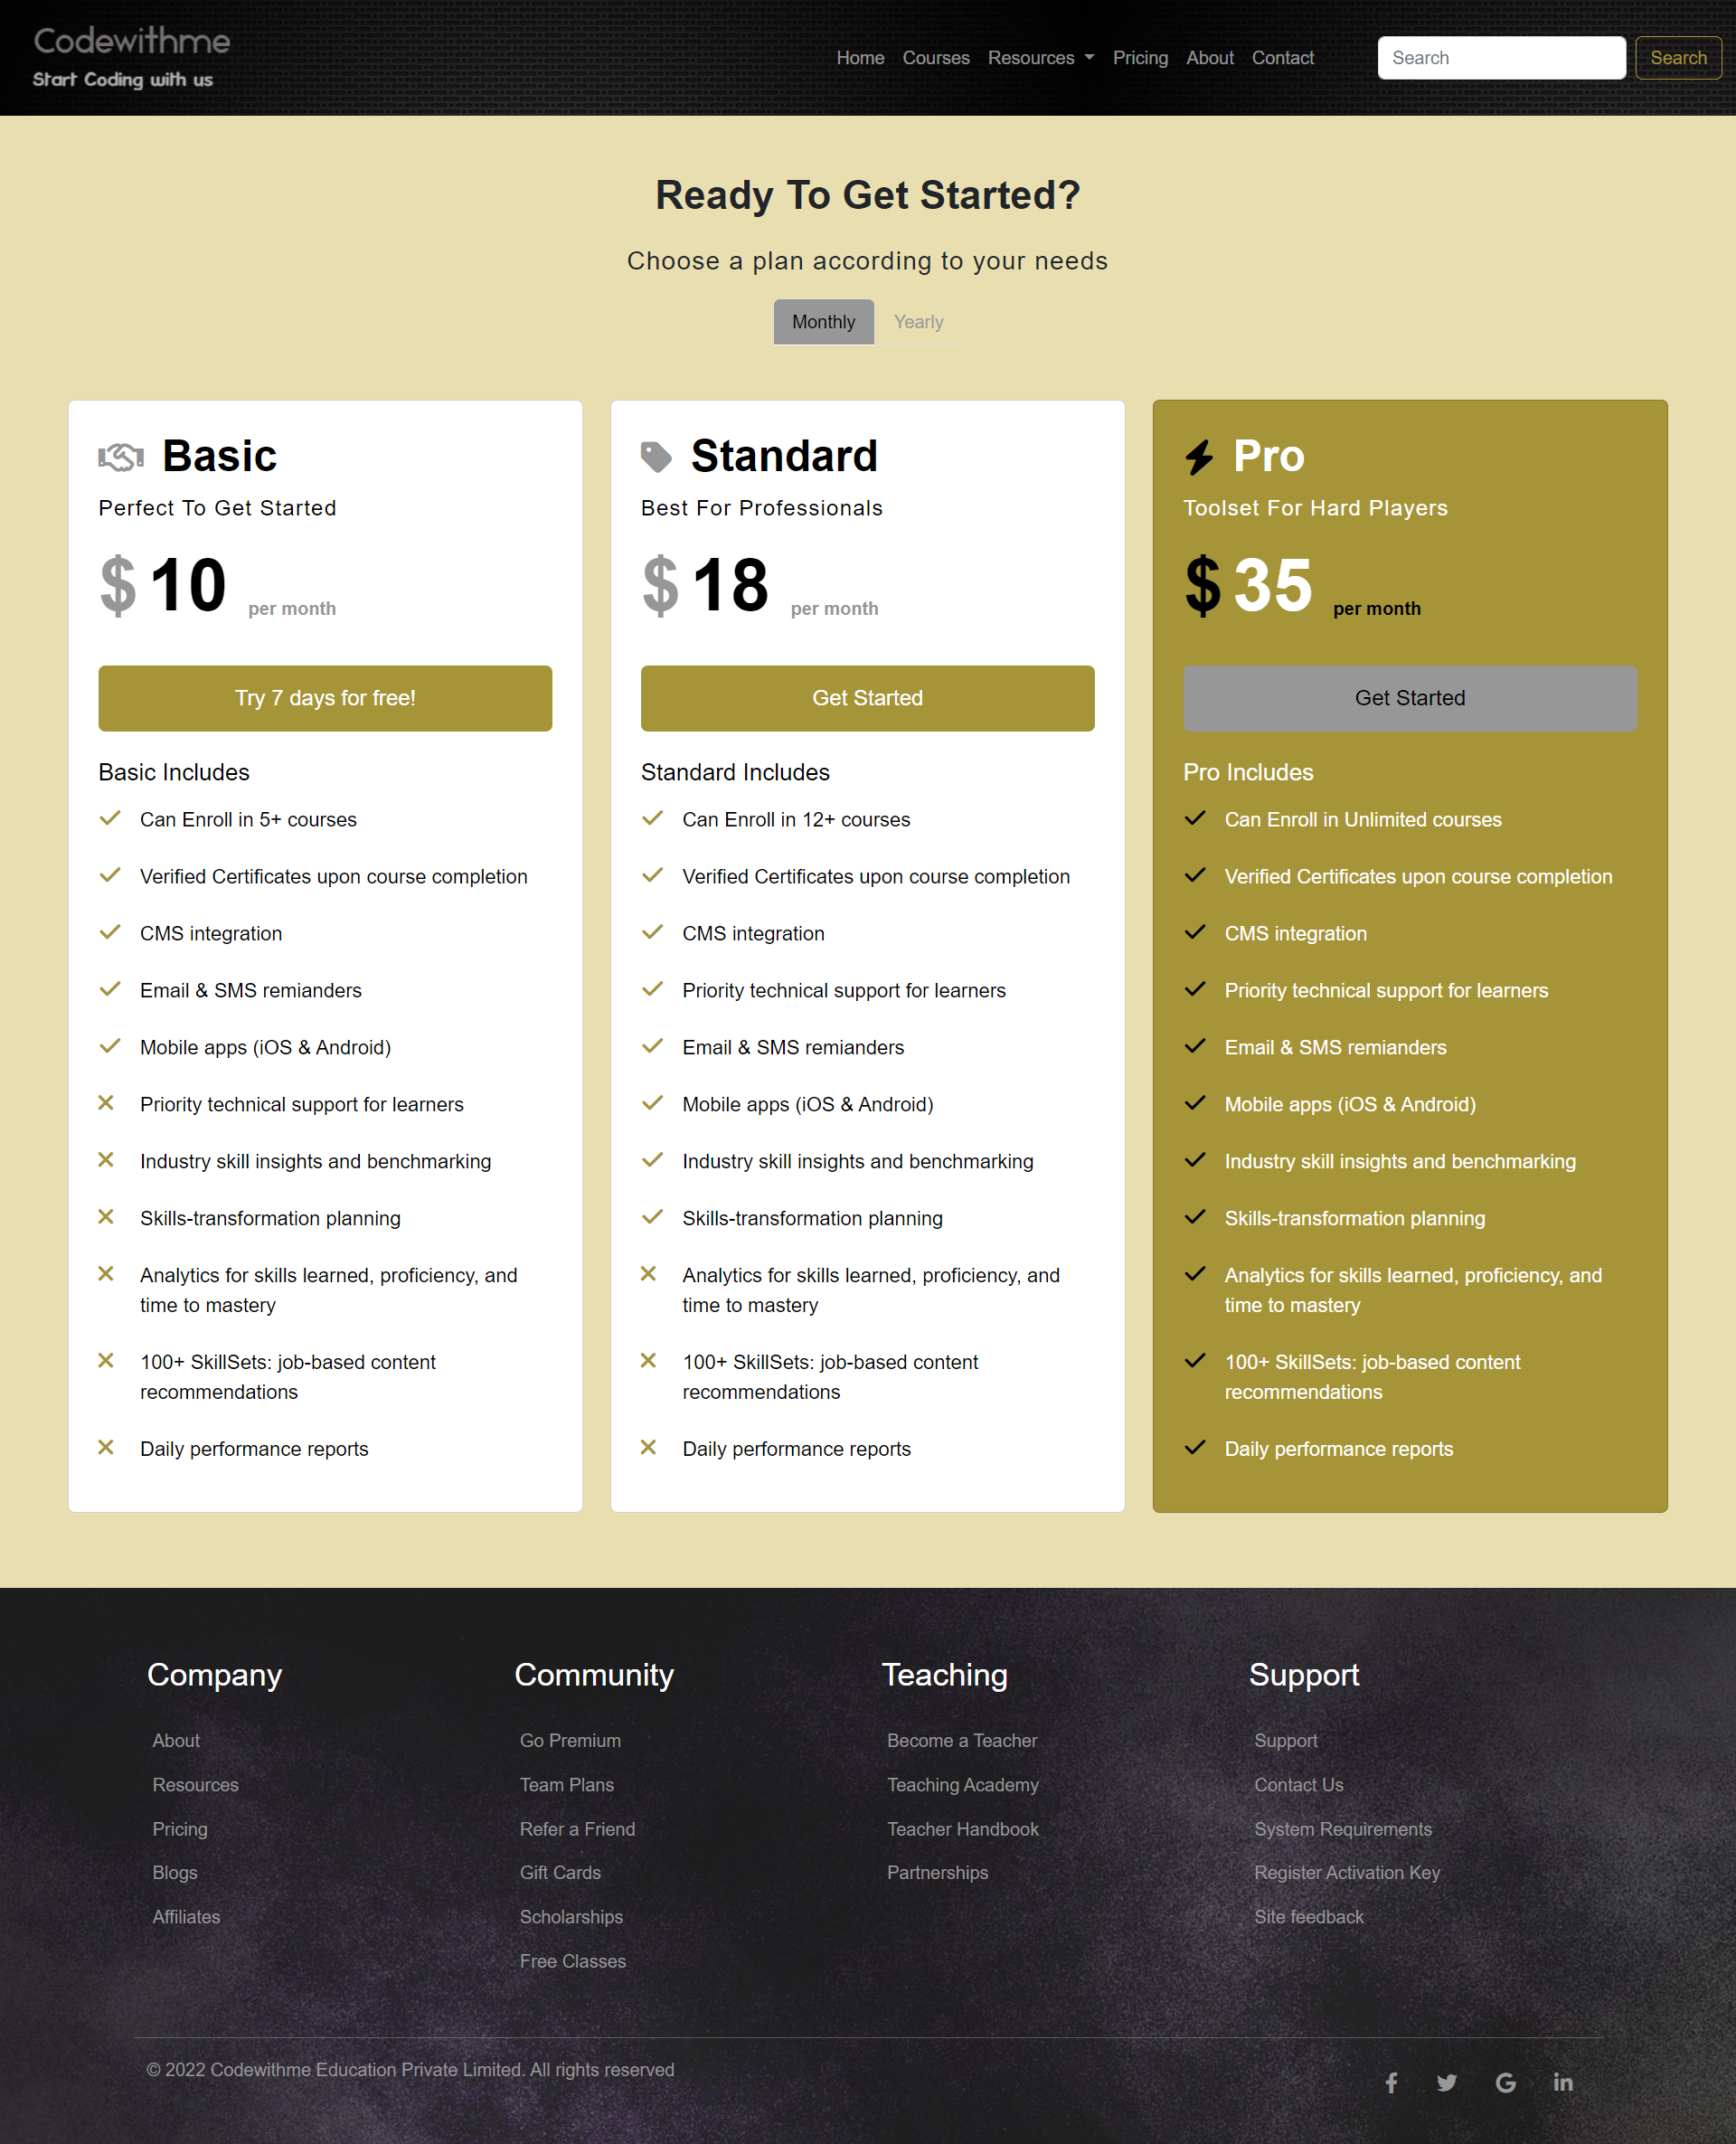 Codewithme
Start Coding with us
Home Courses Resources Pricing About Contact Search Search
Ready To Get Started?
Choose a plan according to your needs
Monthly Yearly
Basic
Perfect To Get Started
$ 10 per month
Try 7 days for free!
Basic Includes
Can Enroll in 5+ courses
Verified Certificates upon course completion
CMS integration
Email & SMS remianders
Mobile apps (iOS & Android)
Priority technical support for learners
Industry skill insights and benchmarking
Skills-transformation planning
Analytics for skills learned, proficiency, and
time to mastery
100+ SkillSets: job-based content
recommendations
Daily performance reports
Standard
Best For Professionals
$ 18 per month
Get Started
Standard Includes
Can Enroll in 12+ courses
Verified Certificates upon course completion
CMS integration
Priority technical support for learners
Email & SMS remianders
Mobile apps (iOS & Android)
Industry skill insights and benchmarking
Skills-transformation planning
Analytics for skills learned, proficiency, and
time to mastery
100+ SkillSets: job-based content
recommendations
Daily performance reports
Pro
Toolset For Hard Players
$ 35 per month
Get Started
Pro Includes
Can Enroll in Unlimited courses
Verified Certificates upon course completion
CMS integration
Priority technical support for learners
Email & SMS remianders
Mobile apps (iOS & Android)
Industry skill insights and benchmarking
Skills-transformation planning
Analytics for skills learned, proficiency, and
time to mastery
100+ SkillSets: job-based content
recommendations
Daily performance reports
Company
About
Resources
Pricing
Blogs
Affiliates
Community
Go Premium
Team Plans
Refer a Friend
Gift Cards
Scholarships
Free Classes
Teaching
Become a Teacher
Teaching Academy
Teacher Handbook
Partnerships
Support
Support
Contact Us
System Requirements
Register Activation Key
Site feedback
© 2022 Codewithme Education Private Limited. All rights reserved